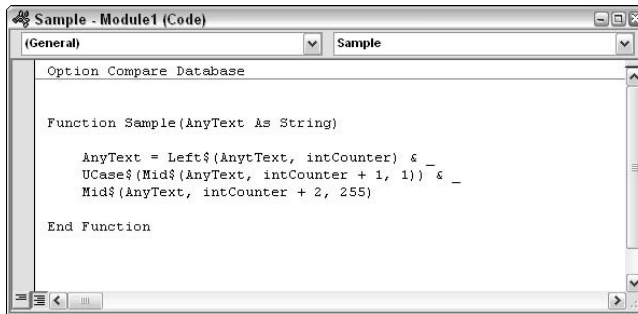 Sample - Module1 (Code)
(General) Sample
Option Compare Database
Function Sample(AnyText As String)
AnyText = Left$(AnytText, intCounter) & _
UCase$(Mid$(AnyText, intCounter + 1, 1)) & _
Mid$(AnyText, intCounter + 2, 255)
End Function